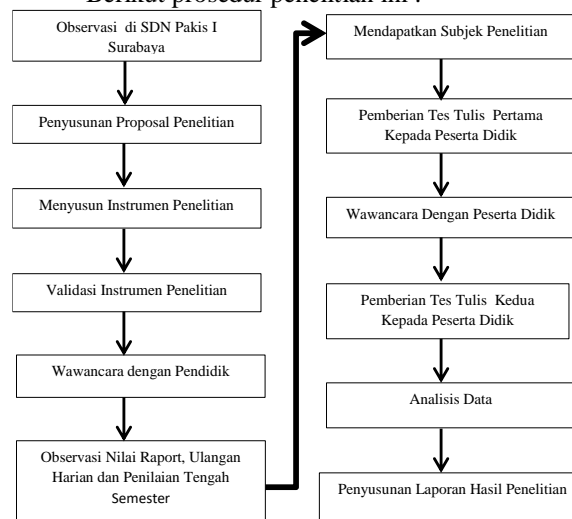 Berikut prosedur penelitian ini :
Observasi di SDN Pakis I
Surabaya
Penyusunan Proposal Penelitian
Menyusun Instrumen Penelitian
Validasi Instrumen Penelitian
Wawancara dengan Pendidik
Observasi Nilai Raport, Ulangan
Harian dan Penilaian Tengah
Semester
Mendapatkan Subjek Penelitian
Pemberian Tes Tulis Pertama
Kepada Peserta Didik
Wawancara Dengan Peserta Didik
Pemberian Tes Tulis Kedua
Kepada Peserta Didik
Analisis Data
Penyusunan Laporan Hasil Penelitian